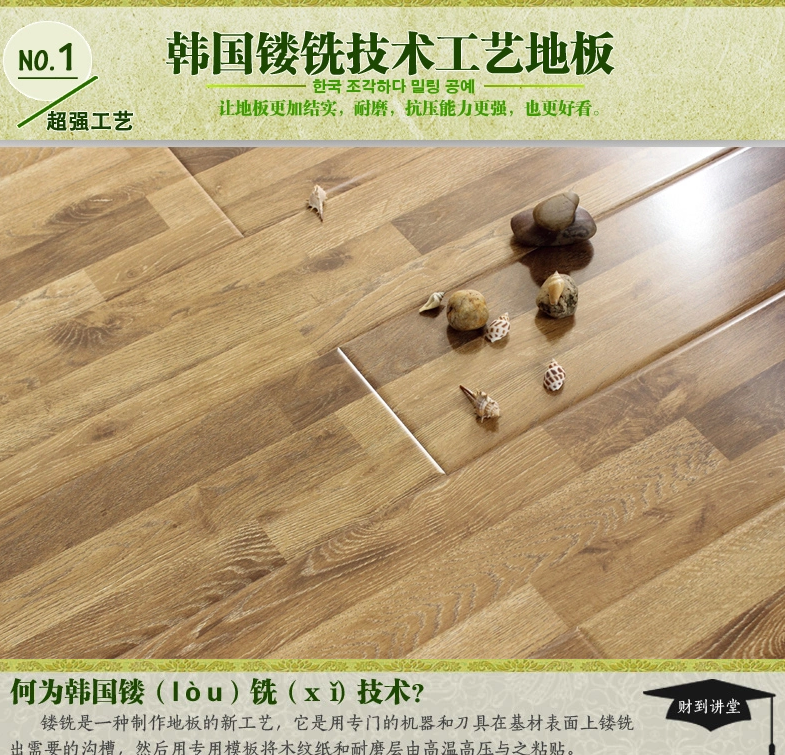 NO.1
超强工艺
韩国镂铣技术工艺地板
한국 조각하다 밀링 공예
让地板更加结实，耐磨，抗压能力更强，也更好看。
何为韩国镂（lòu）铣（xǐ）技术？
财到讲堂
镂铣是一种制作地板的新工艺，它是用专门的机器和刀具在基材表面上镂铣
出需要的沟槽，然后用专用模板将木纹纸和耐磨层由高温高压与之粘贴。